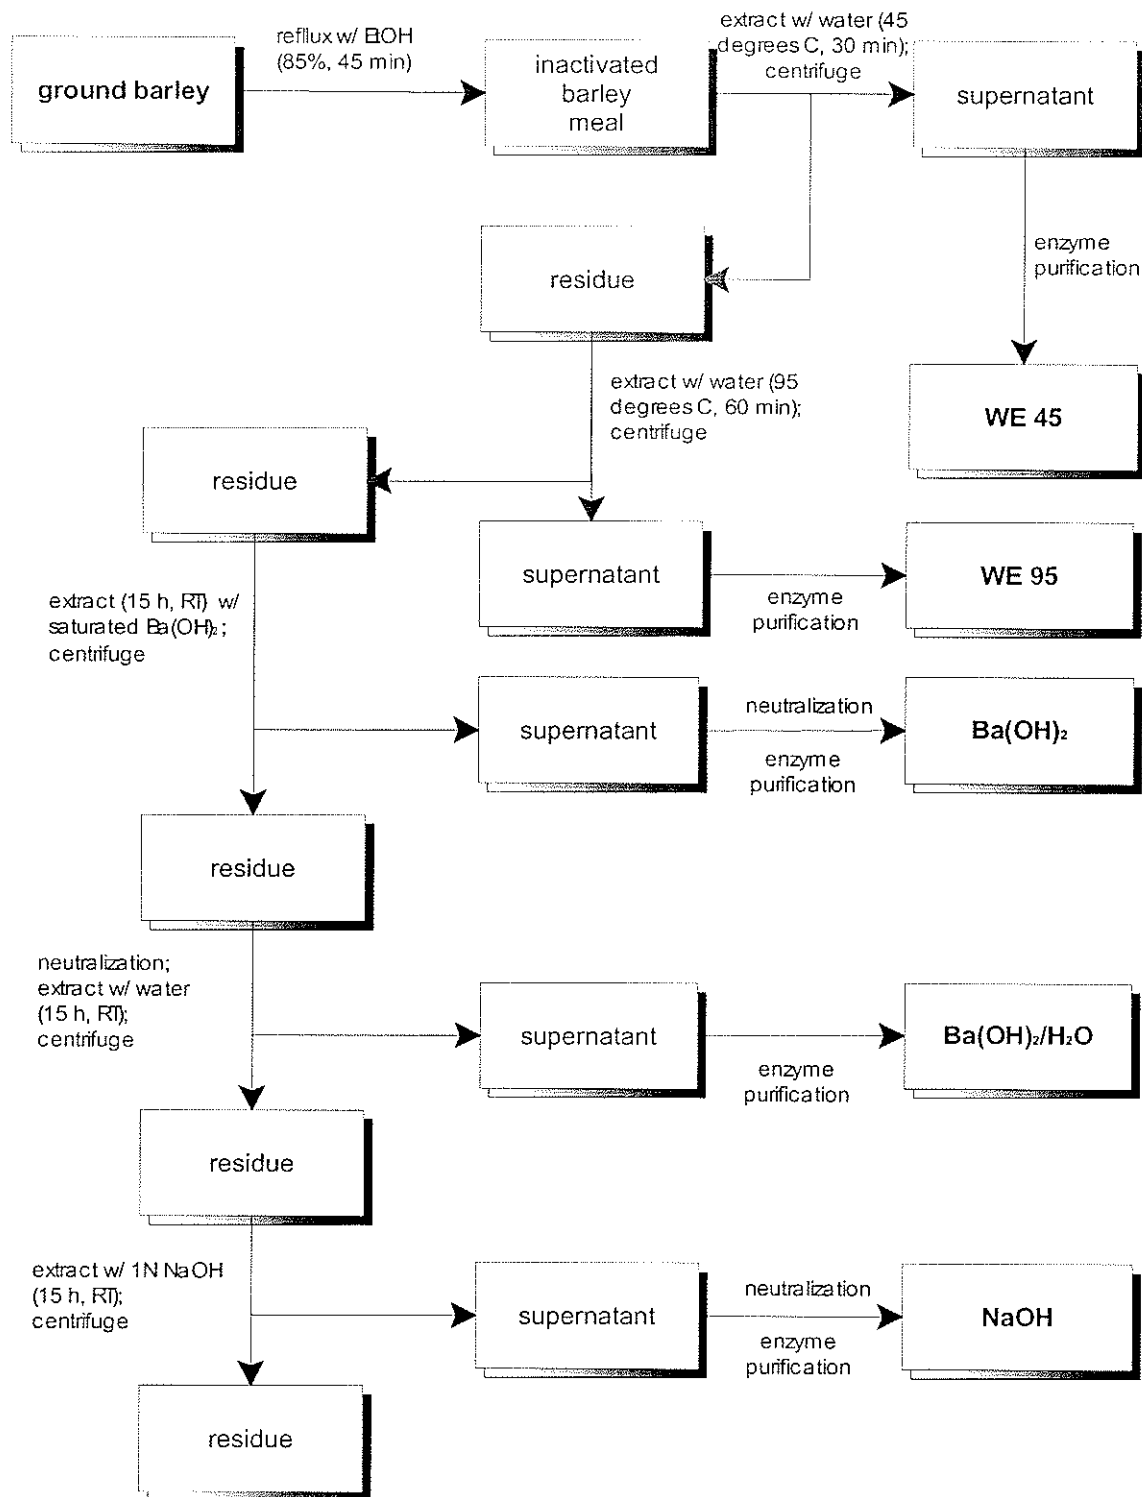 ground barley
reflux w/ EtOH
(85%, 45 min)
inactivated
barley
meal
extract w/ water (45
degrees C, 30 min);
centrifuge
supernatant
enzyme
purification
WE 45
residue
extract w/ water (95
degrees C, 60 min);
centrifuge
residue
supernatant
enzyme
purification
WE 95
extract (15 h, RT) w/
saturated Ba(OH)₂;
centrifuge
supernatant
neutralization
enzyme
purification
Ba(OH)₂
residue
neutralization;
extract w/ water
(15 h, RT);
centrifuge
supernatant
enzyme
purification
Ba(OH)₂/H₂O
residue
extract w/ 1N NaOH
(15 h, RT);
centrifuge
supernatant
neutralization
enzyme
purification
NaOH
residue